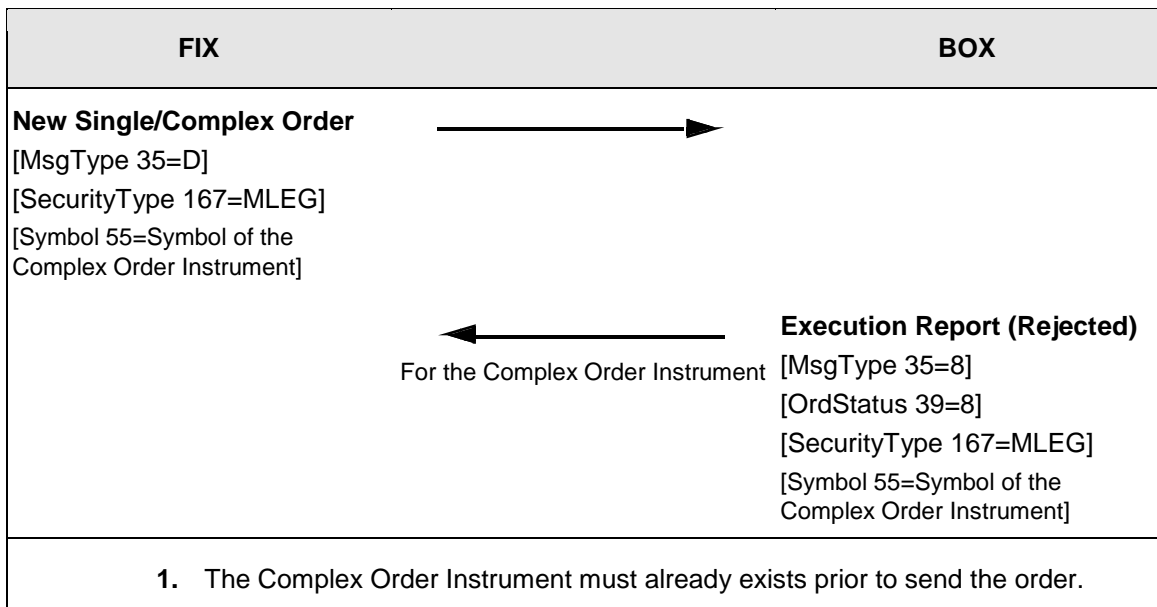 FIX
BOX
New Single/Complex Order
[MsgType 35=D]
[SecurityType 167=MLEG]
[Symbol 55=Symbol of the
Complex Order Instrument]
For the Complex Order Instrument
Execution Report (Rejected)
[MsgType 35=8]
[OrdStatus 39=8]
[SecurityType 167=MLEG]
[Symbol 55=Symbol of the
Complex Order Instrument]
1. The Complex Order Instrument must already exists prior to send the order.